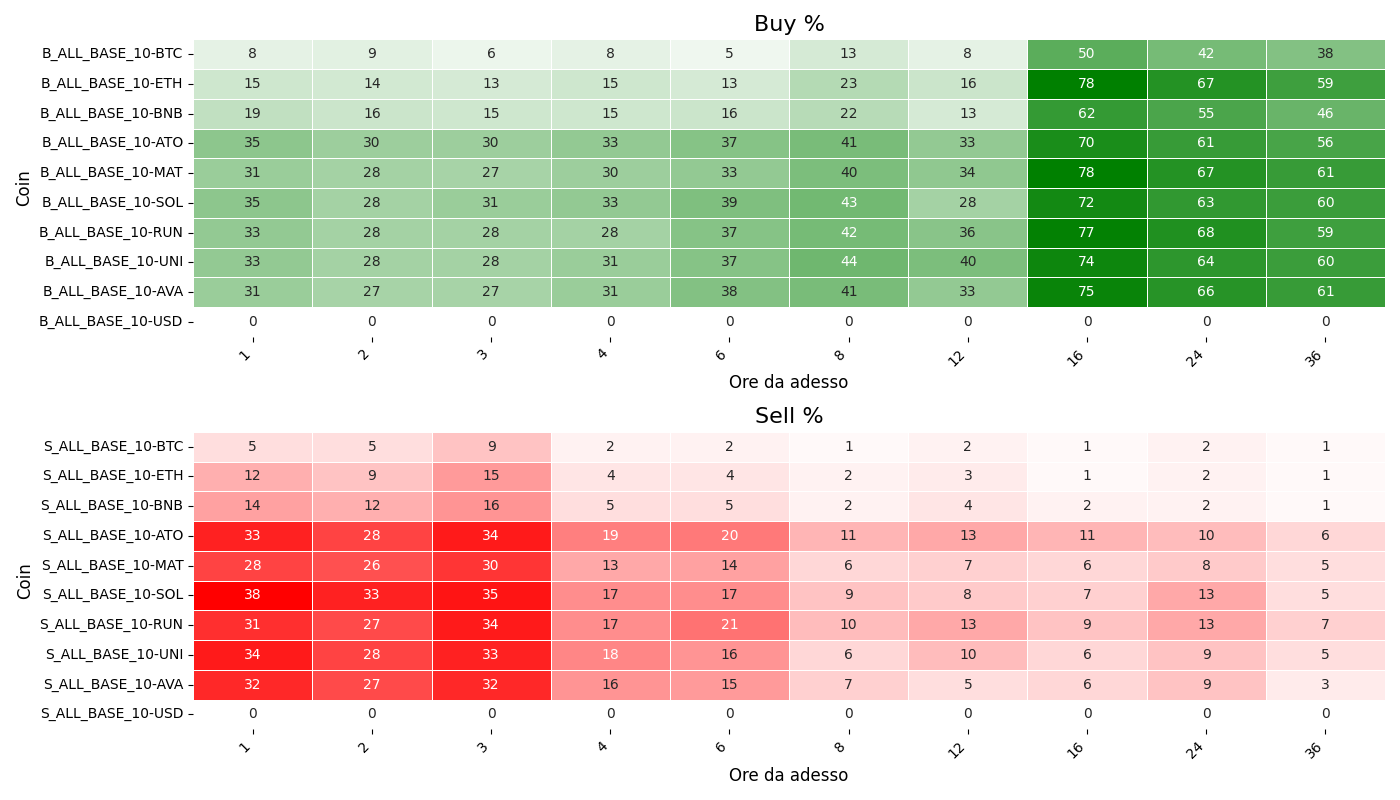 Buy %
Coin
B_ALL_BASE_10-BTC 8 9 6 8 5 13 8 50 42 38
B_ALL_BASE_10-ETH 15 14 13 15 13 23 16 78 67 59
B_ALL_BASE_10-BNB 19 16 15 15 16 22 13 62 55 46
B_ALL_BASE_10-ATO 35 30 30 33 37 41 33 70 61 56
B_ALL_BASE_10-MAT 31 28 27 30 33 40 34 78 67 61
B_ALL_BASE_10-SOL 35 28 31 33 39 43 28 72 63 60
B_ALL_BASE_10-RUN 33 28 28 28 37 42 36 77 68 59
B_ALL_BASE_10-UNI 33 28 28 31 37 44 40 74 64 60
B_ALL_BASE_10-AVA 31 27 27 31 38 41 33 75 66 61
B_ALL_BASE_10-USD 0 0 0 0 0 0 0 0 0 0
1 2 3 4 6 8 12 16 24 36
Ore da adesso
Sell %
Coin
S_ALL_BASE_10-BTC 5 5 9 2 2 1 2 1 2 1
S_ALL_BASE_10-ETH 12 9 15 4 4 2 3 1 2 1
S_ALL_BASE_10-BNB 14 12 16 5 5 2 4 2 2 1
S_ALL_BASE_10-ATO 33 28 34 19 20 11 13 11 10 6
S_ALL_BASE_10-MAT 28 26 30 13 14 6 7 6 8 5
S_ALL_BASE_10-SOL 38 33 35 17 17 9 8 7 13 5
S_ALL_BASE_10-RUN 31 27 34 17 21 10 13 9 13 7
S_ALL_BASE_10-UNI 34 28 33 18 16 6 10 6 9 5
S_ALL_BASE_10-AVA 32 27 32 16 15 7 5 6 9 3
S_ALL_BASE_10-USD 0 0 0 0 0 0 0 0 0 0
1 2 3 4 6 8 12 16 24 36
Ore da adesso